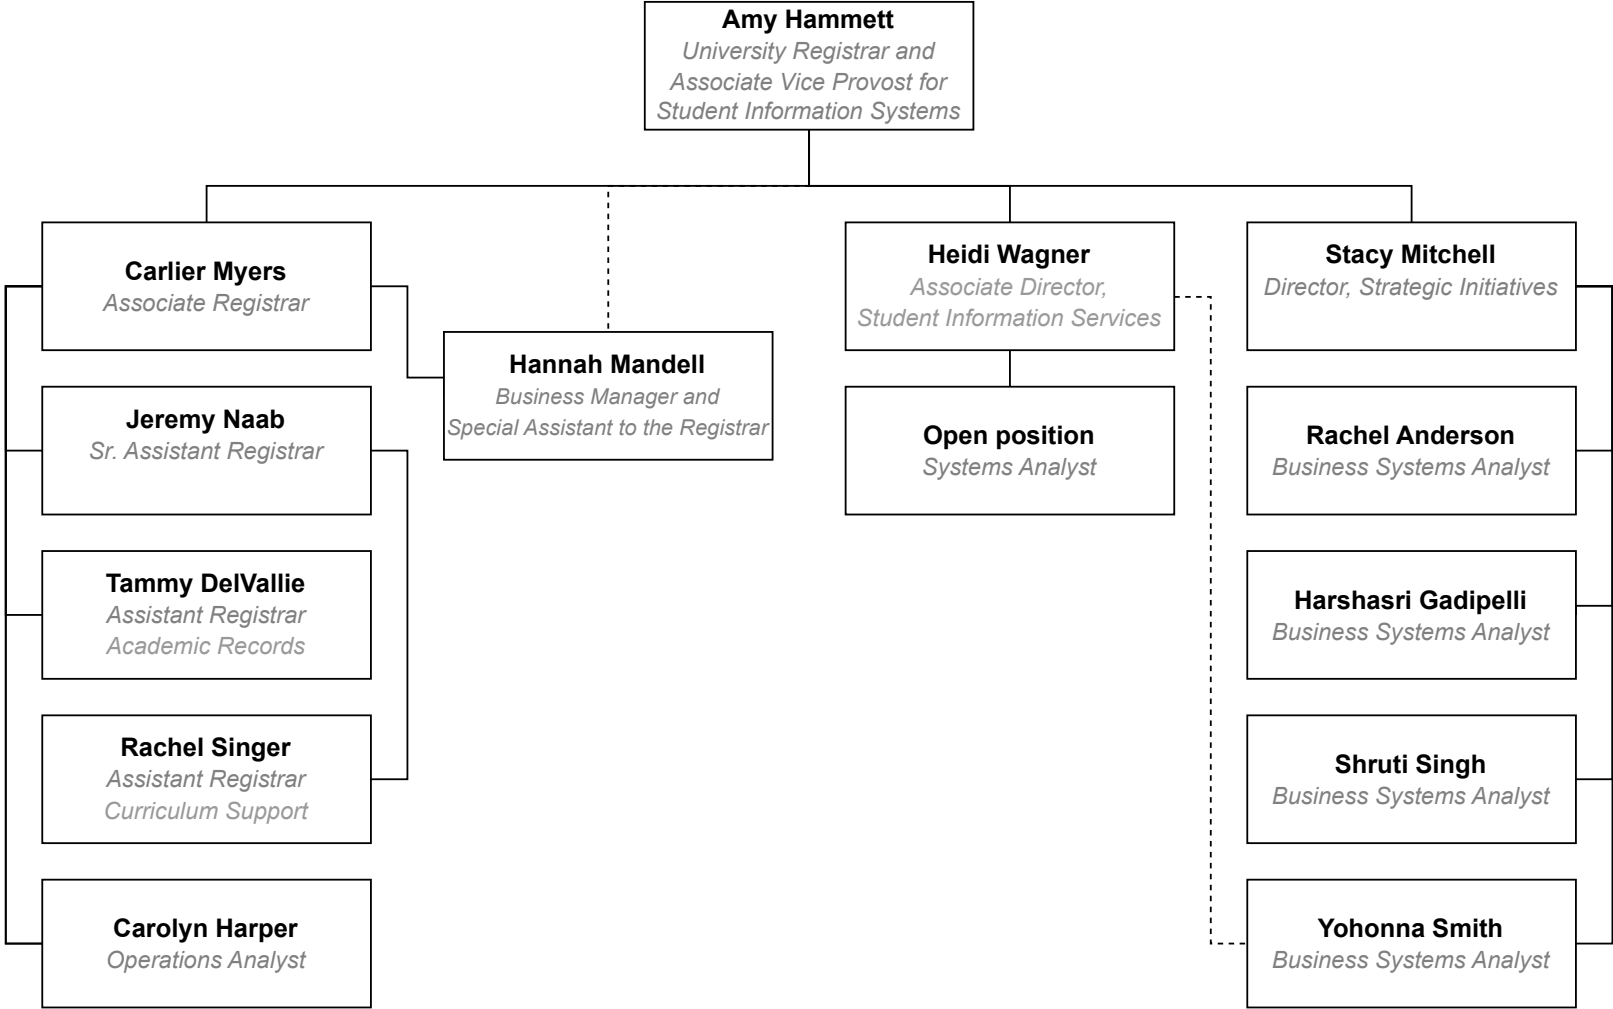 Amy Hammett
University Registrar and
Associate Vice Provost for
Student Information Systems
Carlier Myers
Associate Registrar
Hannah Mandell
Business Manager and
Special Assistant to the Registrar
Heidi Wagner
Associate Director,
Student Information Services
Stacy Mitchell
Director, Strategic Initiatives
Jeremy Naab
Sr. Assistant Registrar
Open position
Systems Analyst
Rachel Anderson
Business Systems Analyst
Tammy DelVallie
Assistant Registrar
Academic Records
Harshasri Gadipelli
Business Systems Analyst
Rachel Singer
Assistant Registrar
Curriculum Support
Shruti Singh
Business Systems Analyst
Carolyn Harper
Operations Analyst
Yohonna Smith
Business Systems Analyst